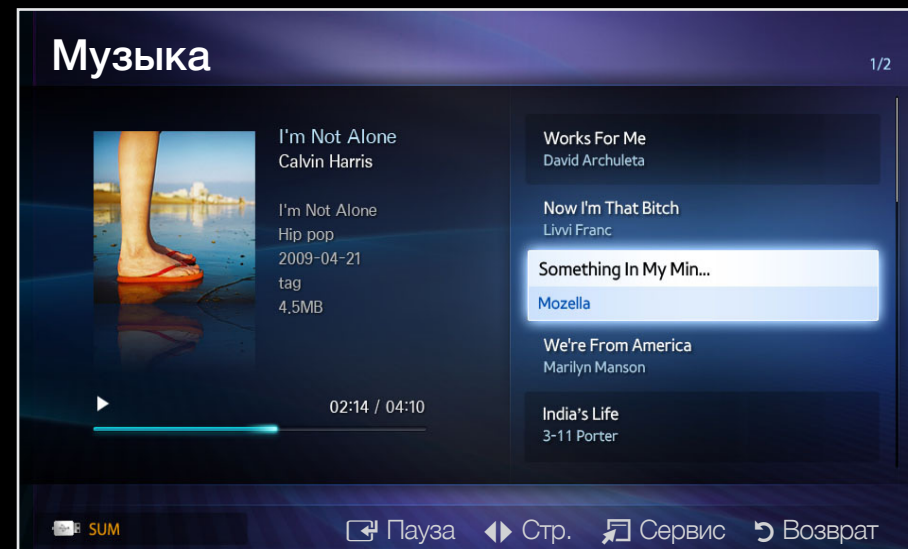 Музыка
1/2
I'm Not Alone
Calvin Harris
I'm Not Alone
Hip pop
2009-04-21
tag
4.5MB
02:14 / 04:10
Works For Me
David Archuleta
Now I'm That Bitch
Livvi Franc
Something In My Min...
Mozella
We're From America
Marilyn Manson
India's Life
3-11 Porter
SUM
Пауза Стр. Сервис Возврат